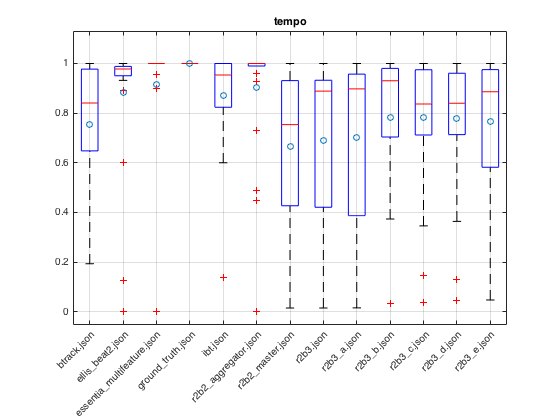 tempo
1
0.8
0.6
0.4
0.2
0
btrack.json
ellis_beat2.json
essentia_multifeature.json
ground_truth.json
ibt.json
r2b2_aggregator.json
r2b2_master.json
r2b3.json
r2b3_a.json
r2b3_b.json
r2b3_c.json
r2b3_d.json
r2b3_e.json